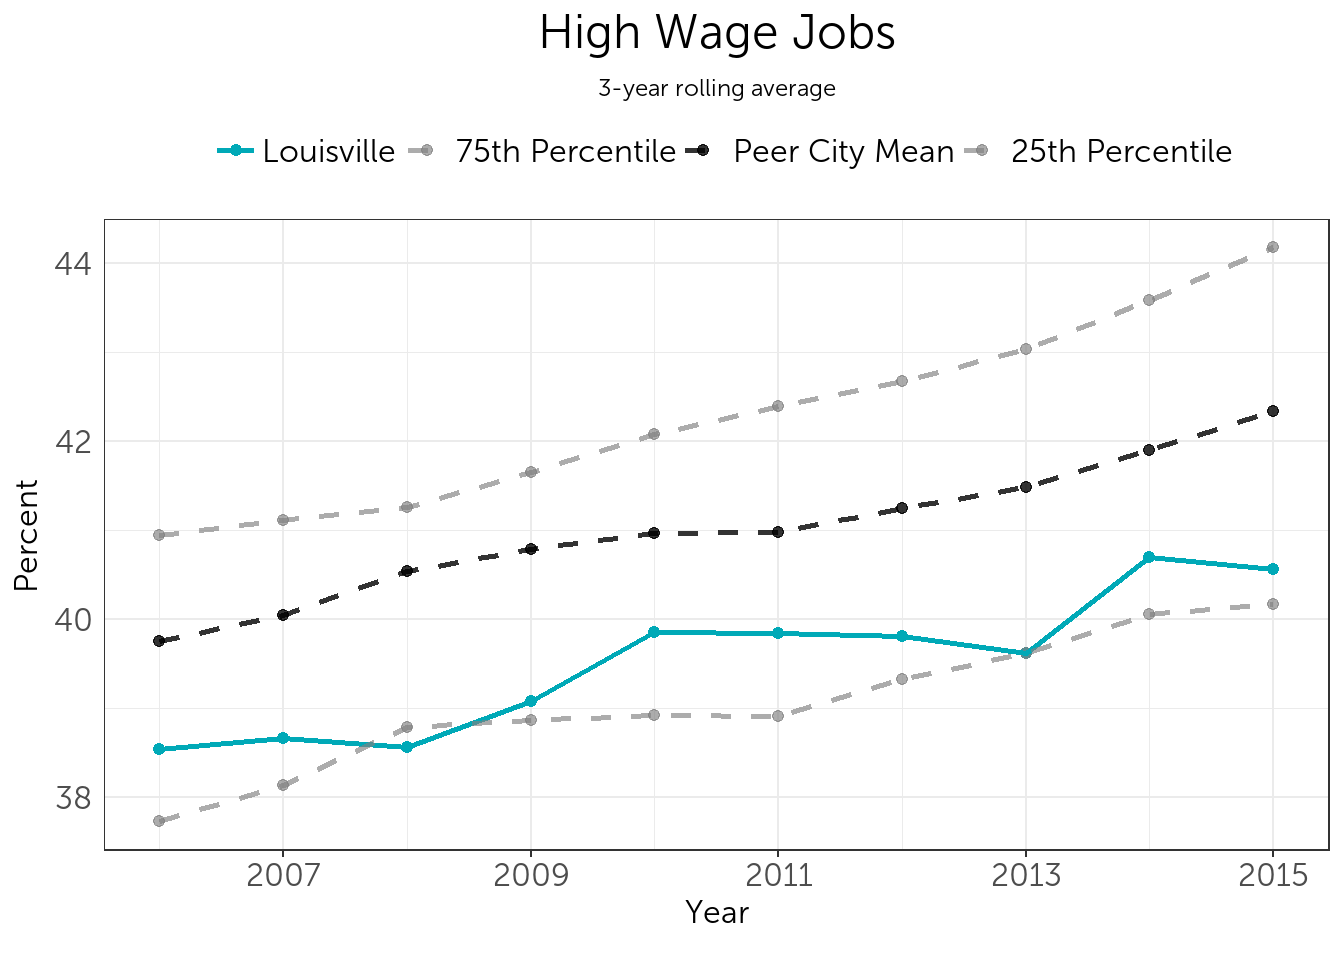 High Wage Jobs
3-year rolling average
Louisville 75th Percentile Peer City Mean 25th Percentile
44
42
40
38
Percent
2007 2009 2011 2013 2015
Year